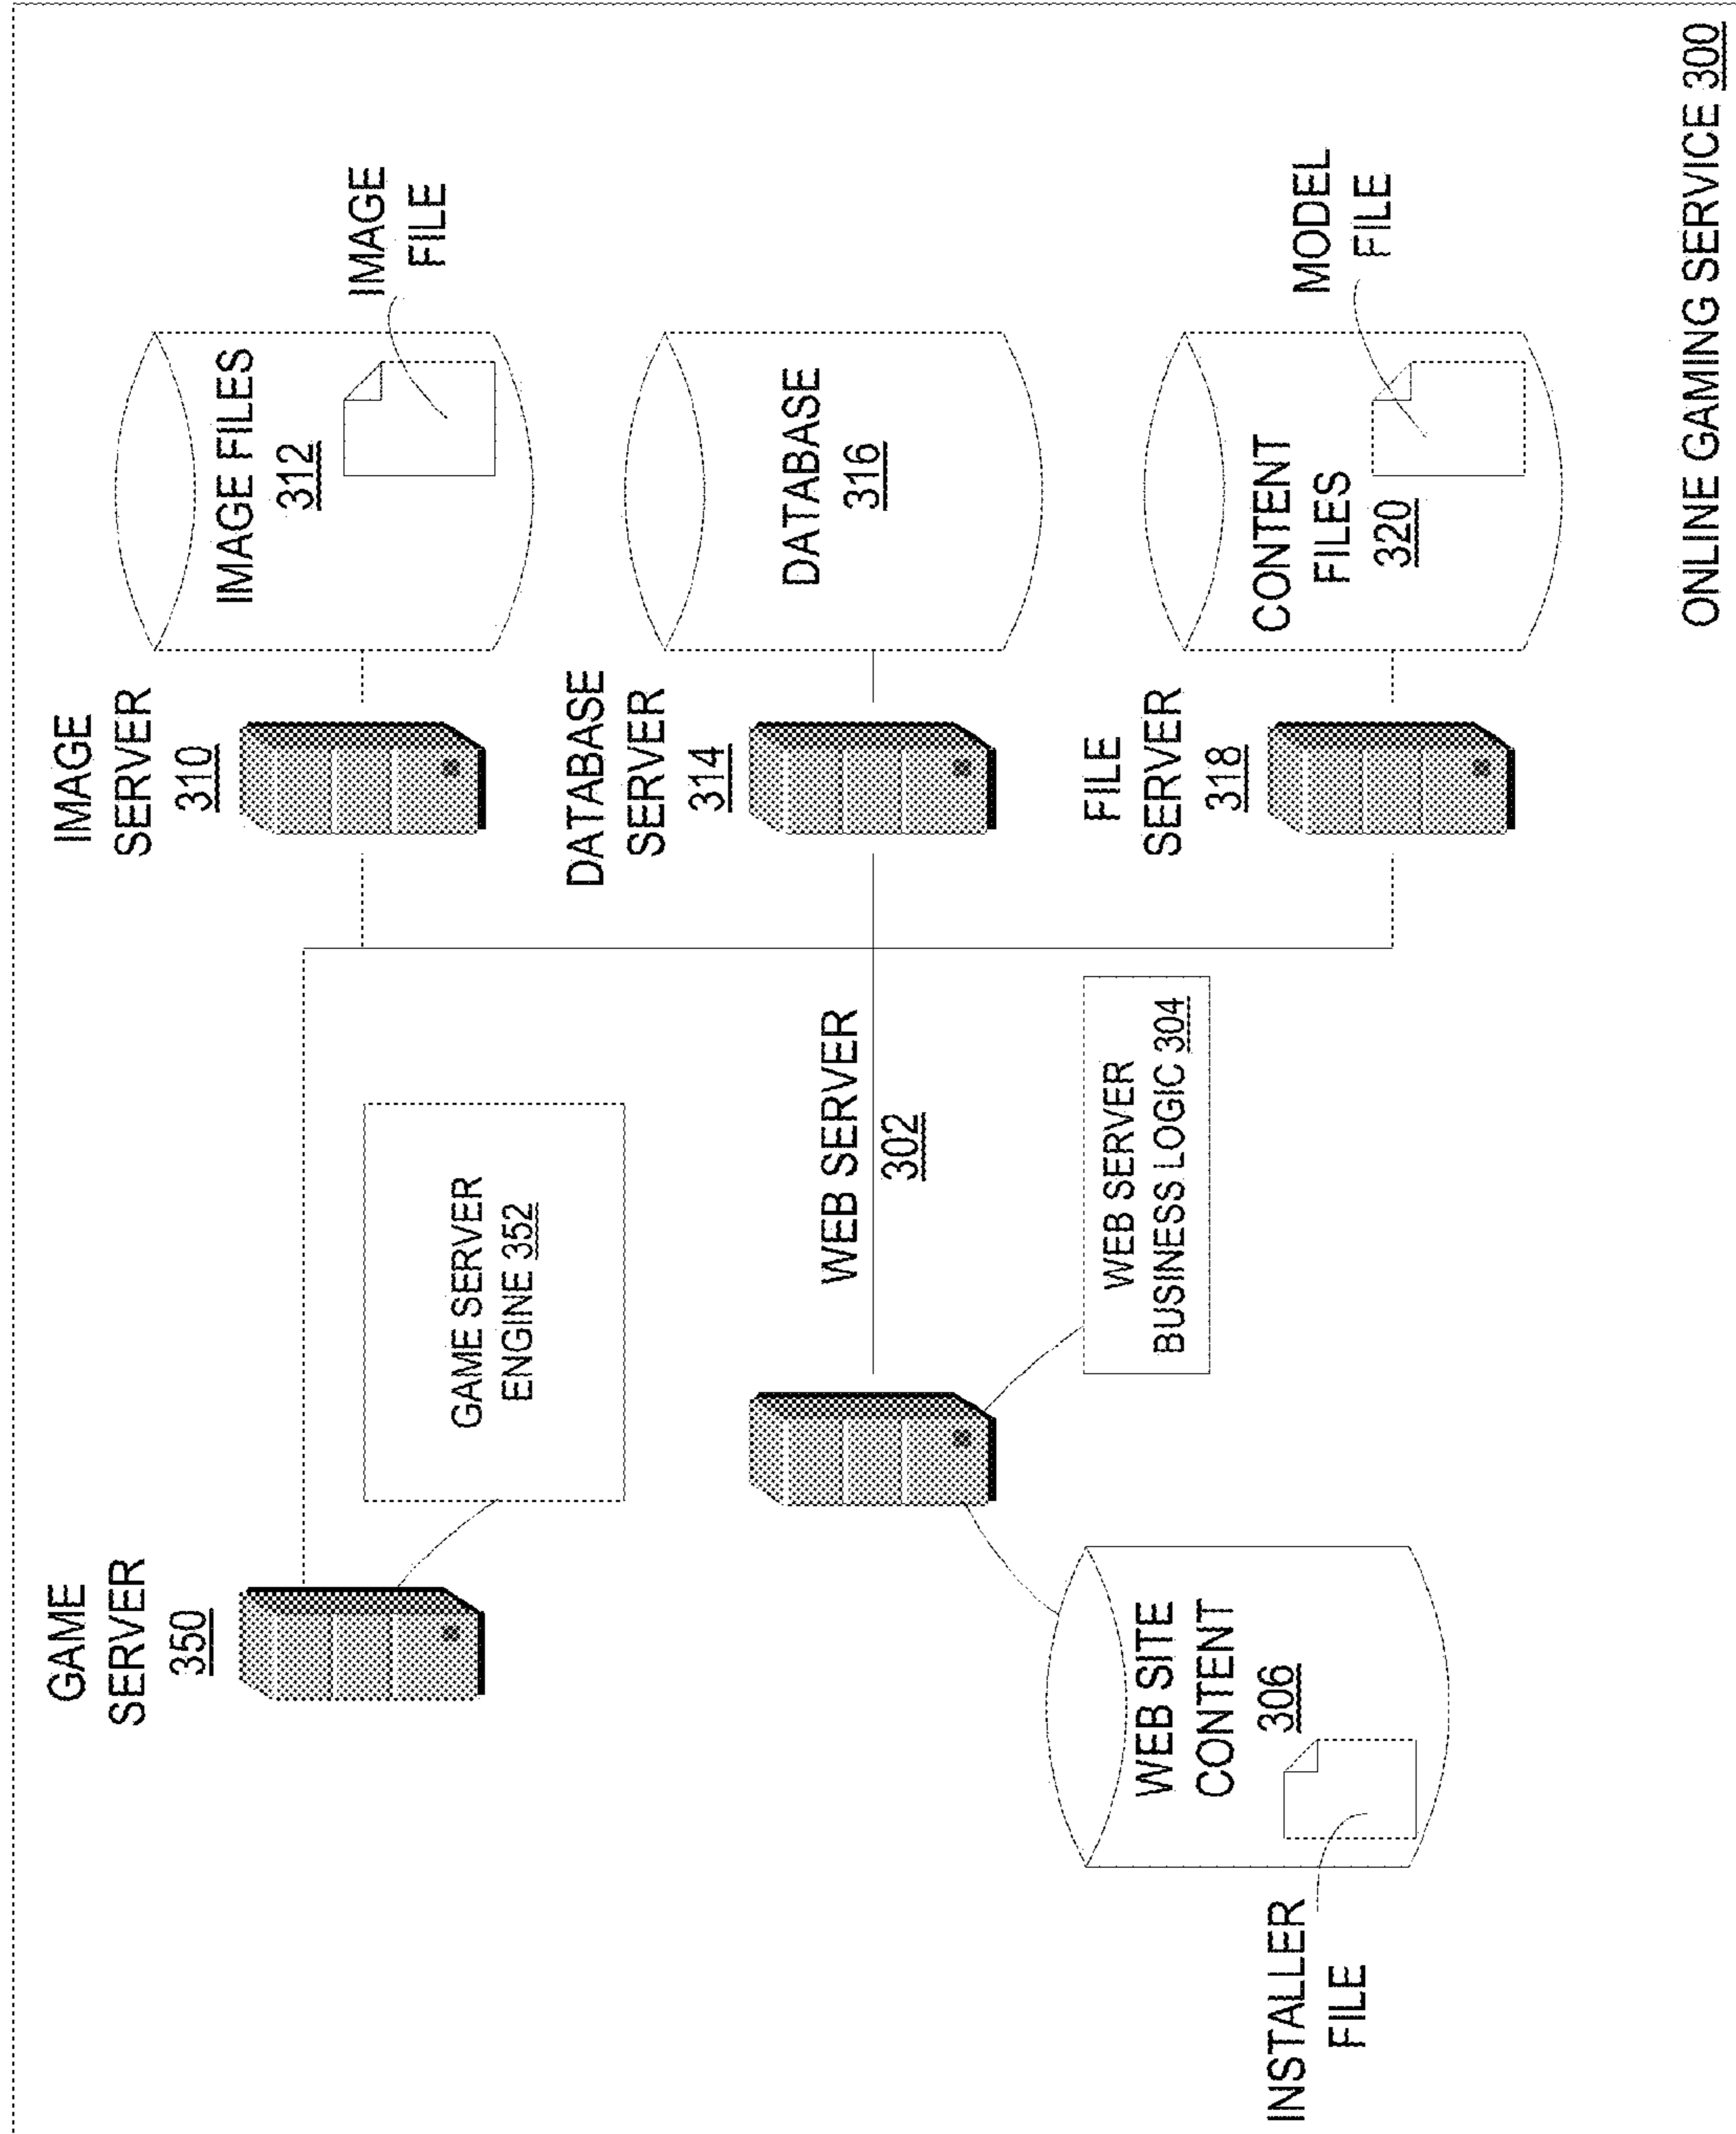 GAME
SERVER
350
GAME SERVER
ENGINE 352
IMAGE
SERVER
310
IMAGE FILES
312
IMAGE
FILE
WEB SERVER
302
DATABASE
SERVER
314
DATABASE
316
WEB SERVER
BUSINESS LOGIC 304
INSTALLER
FILE
WEB SITE
CONTENT
306
FILE
SERVER
318
CONTENT
FILES
320
MODEL
FILE
ONLINE GAMING SERVICE 300